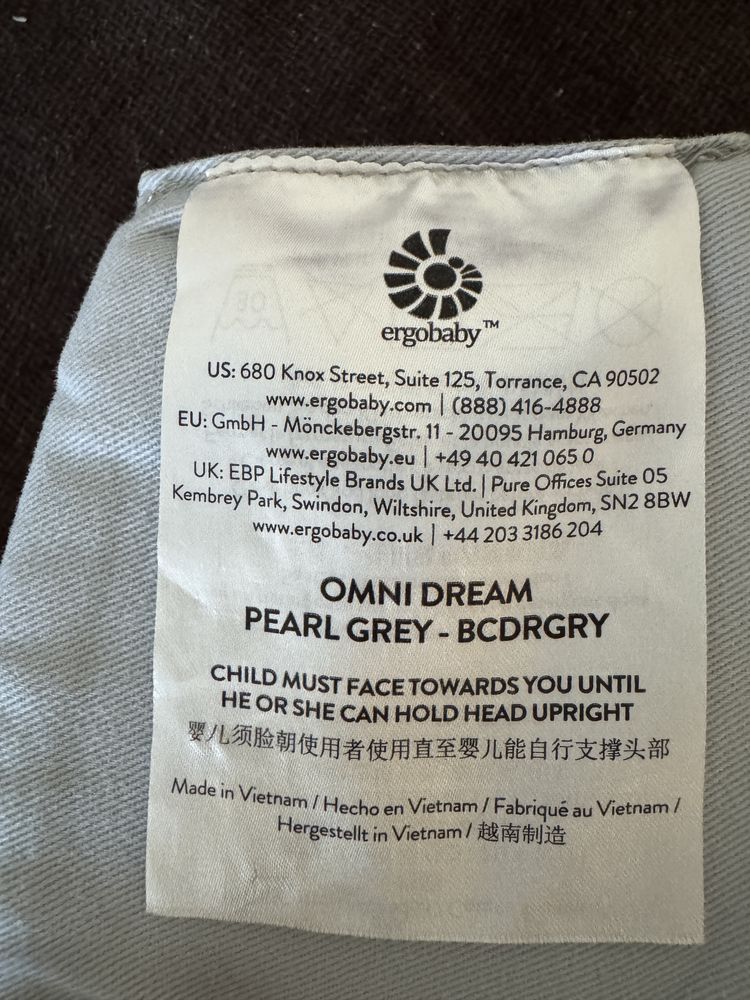 ergobaby™
US: 680 Knox Street, Suite 125, Torrance, CA 90502
www.ergobaby.com | (888) 416-4888
EU: GmbH - Mönckebergstr. 11 - 20095 Hamburg, Germany
www.ergobaby.eu | +49 40 421 065 0
UK: EBP Lifestyle Brands UK Ltd. | Pure Offices Suite 05
Kembrey Park, Swindon, Wiltshire, United Kingdom, SN2 8BW
www.ergobaby.co.uk | +44 203 3186 204
OMNI DREAM
PEARL GREY - BCDRGRY
CHILD MUST FACE TOWARDS YOU UNTIL
HE OR SHE CAN HOLD HEAD UPRIGHT
婴儿须脸朝使用者使用直至婴儿能自行支撑头部
Made in Vietnam / Hecho en Vietnam / Fabriqué au Vietnam /
Hergestellt in Vietnam / 越南制造